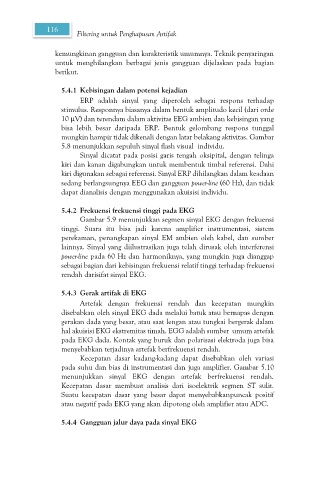 116
Filtering untuk Penghapusan Artifak
kemungkinan gangguan dan karakteristik umumnya. Teknik penyaringan
untuk menghilangkan berbagai jenis gangguan dijelaskan pada bagian
berikut.
5.4.1 Kebisingan dalam potensi kejadian
ERP adalah sinyal yang diperoleh sebagai respons terhadap
stimulus. Responnya biasanya dalam bentuk amplitudo kecil (dari orde
10 µV) dan terendam dalam aktivitas EEG ambien dan kebisingan yang
bisa lebih besar daripada ERP. Bentuk gelombang respons tunggal
mungkin hampir tidak dikenali dengan latar belakang aktivitas. Gambar
5.8 menunjukkan sepuluh sinyal flash visual individu.
Sinyal dicatat pada posisi garis tengah oksipital, dengan telinga
kiri dan kanan digabungkan untuk membentuk timbal referensi. Dahi
kiri digunakan sebagai referensi. Sinyal ERP dihilangkan dalam keadaan
sedang berlangsungnya EEG dan gangguan power-line (60 Hz), dan tidak
dapat dianalisis dengan menggunakan akuisisi individu.
5.4.2 Frekuensi frekuensi tinggi pada EKG
Gambar 5.9 menunjukkan segmen sinyal EKG dengan frekuensi
tinggi. Suara itu bisa jadi karena amplifier instrumentasi, sistem
perekaman, penangkapan sinyal EM ambien oleh kabel, dan sumber
lainnya. Sinyal yang diilustrasikan juga telah dirusak oleh interferensi
power-line pada 60 Hz dan harmoniknya, yang mungkin juga dianggap
sebagai bagian dari kebisingan frekuensi relatif tinggi terhadap frekuensi
rendah darisifat sinyal EKG.
5.4.3 Gerak artifak di EKG
Artefak dengan frekuensi rendah dan kecepatan mungkin
disebabkan oleh sinyal EKG dada melalui batuk atau bernapas dengan
gerakan dada yang besar, atau saat lengan atau tungkai bergerak dalam
hal akuisisi EKG ekstremitas timah. EGG adalah sumber umum artefak
pada EKG dada. Kontak yang buruk dan polarisasi elektroda juga bisa
menyebabkan terjadinya artefak berfrekuensi rendah.
Kecepatan dasar kadang-kadang dapat disebabkan oleh variasi
pada suhu dan bias di instrumentasi dan juga amplifier. Gambar 5.10
menunjukkan sinyal EKG dengan artefak berfrekuensi rendah.
Kecepatan dasar membuat analisis dari isoelektrik segmen ST sulit.
Suatu kecepatan dasar yang besar dapat menyebabkanpuncak positif
atau negatif pada EKG yang akan dipotong oleh amplifier atau ADC.
5.4.4 Gangguan jalur daya pada sinyal EKG